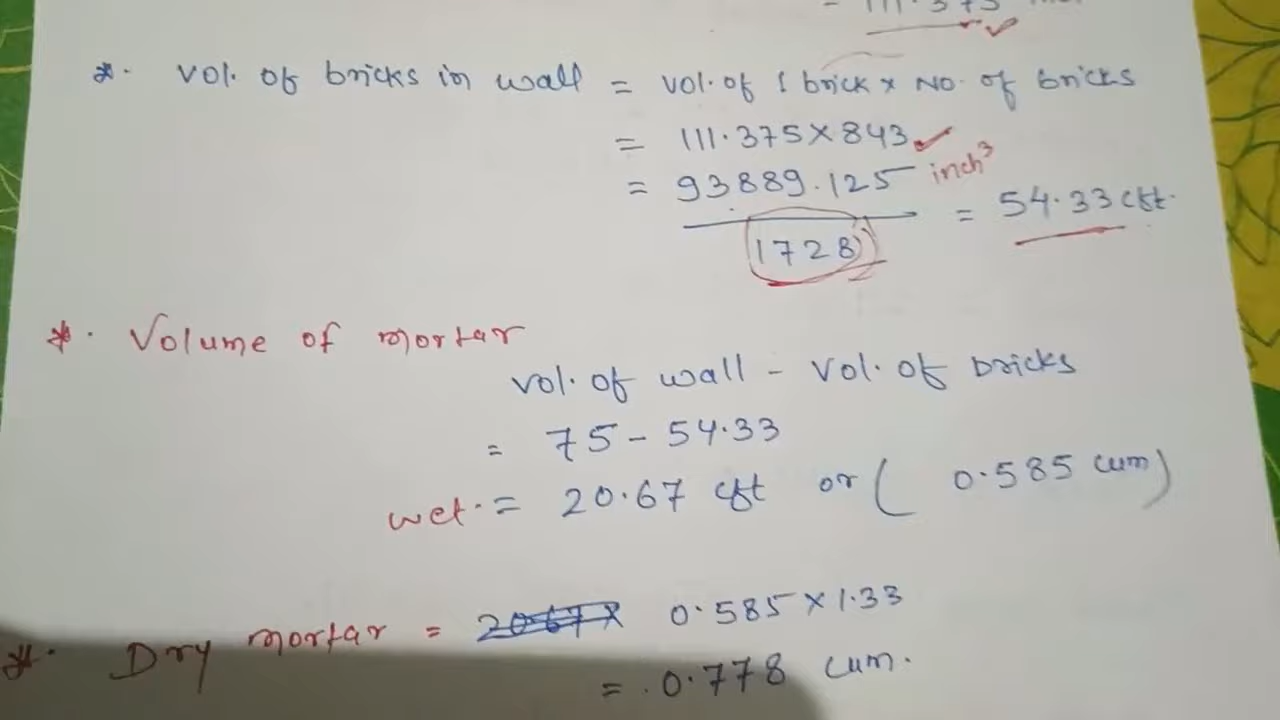 = 111.375
*. Vol. of bricks in wall = vol. of 1 brick x No. of bricks
= 111.375 x 843
= 93889.125 inch³ / 1728 = 54.33 cft.
*. Volume of mortar
vol. of wall - vol. of bricks
= 75 - 54.33
wet. = 20.67 cft or ( 0.585 cum)
*. Dry mortar = 0.585 x 1.33
= 0.778 cum.